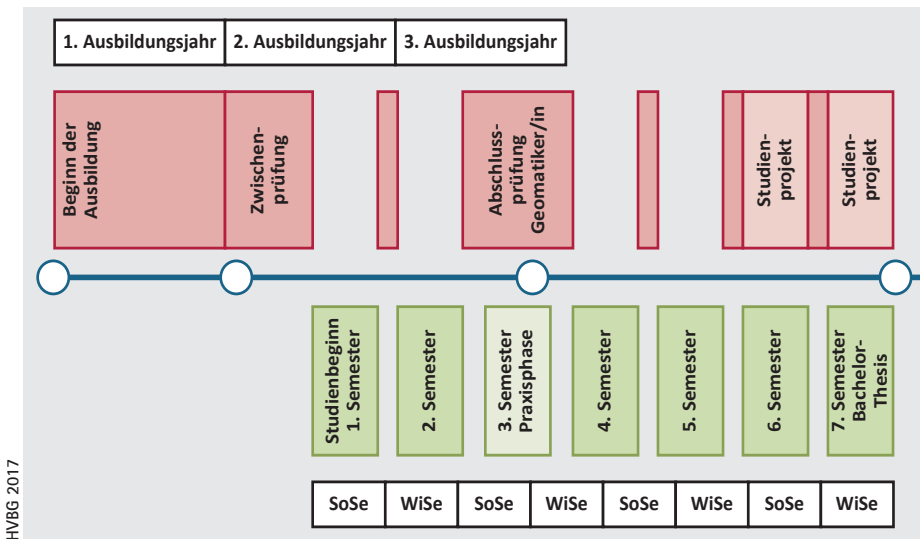 1. Ausbildungsjahr 2. Ausbildungsjahr 3. Ausbildungsjahr
Beginn der
Ausbildung
Zwischen-
prüfung
Abschluss-
prüfung
Geomatiker/in
Studien-
projekt
Studien-
projekt
Studienbeginn
1. Semester
2. Semester
3. Semester
Praxisphase
4. Semester
5. Semester
6. Semester
7. Semester
Bachelor-
Thesis
SoSe WiSe SoSe WiSe SoSe WiSe SoSe WiSe
HVBG 2017